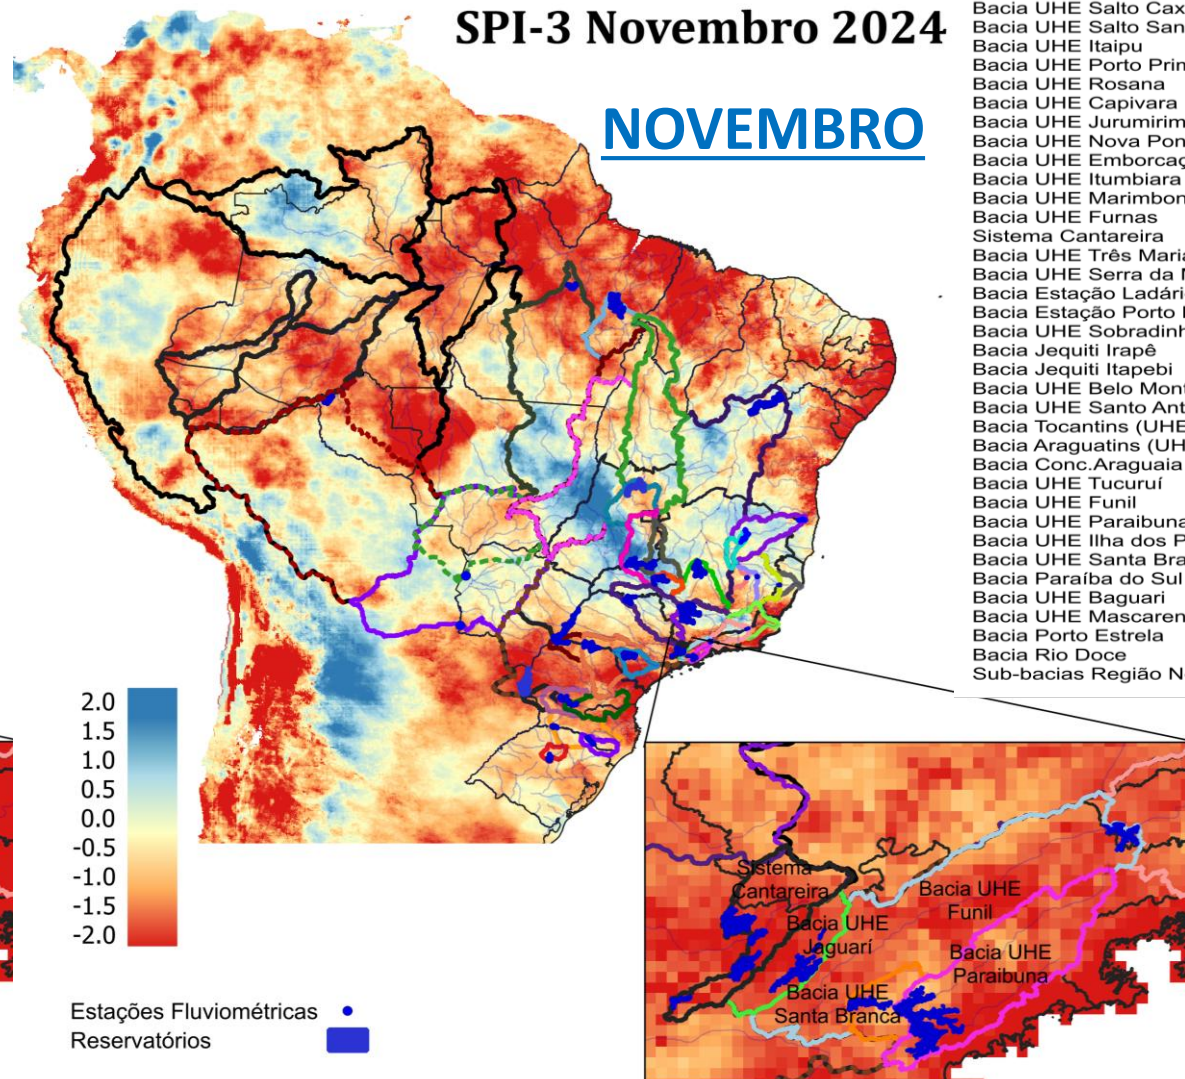 SPI-3 Novembro 2024
NOVEMBRO
Bacia UHE Salto Cax
Bacia UHE Salto San
Bacia UHE Itaipu
Bacia UHE Porto Prin
Bacia UHE Rosana
Bacia UHE Capivara
Bacia UHE Jurumirim
Bacia UHE Nova Pon
Bacia UHE Emborcaç
Bacia UHE Itumbiara
Bacia UHE Marimbon
Bacia UHE Furnas
Sistema Cantareira
Bacia UHE Três Maria
Bacia UHE Serra da M
Bacia Estação Ladário
Bacia Estação Porto
Bacia UHE Sobradinh
Bacia Jequiti Irapê
Bacia Jequiti Itapebi
Bacia UHE Belo Mont
Bacia UHE Santo Ant
Bacia Tocantins (UHE
Bacia Araguatins (UH
Bacia Conc.Araguaia
Bacia UHE Tucuruí
Bacia UHE Funil
Bacia UHE Paraibuna
Bacia UHE Ilha dos P
Bacia UHE Santa Bra
Bacia Paraíba do Sul
Bacia UHE Baguari
Bacia UHE Mascaren
Bacia Porto Estrela
Bacia Rio Doce
Sub-bacias Região N
2.0
1.5
1.0
0.5
0.0
-0.5
-1.0
-1.5
-2.0
Estações Fluviométricas
Reservatórios
Sistema
Cantareira
Bacia UHE
Funil
Bacia UHE
Jaguarí
Bacia UHE
Paraibuna
Bacia UHE
Santa Branca